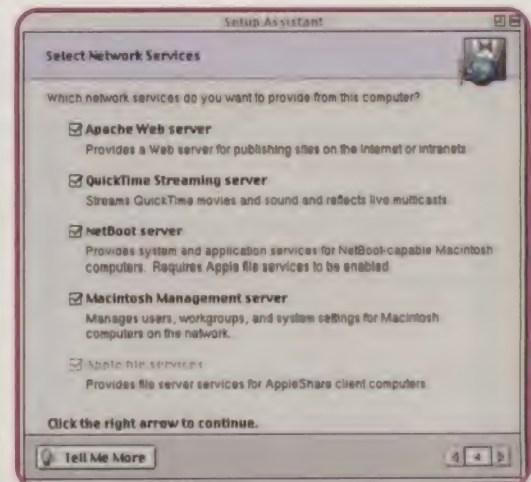 Setup Assistant
Select Network Services
Which network services do you want to provide from this computer?
Apache Web server
Provides a Web server for publishing sites on the Internet or intranets
QuickTime Streaming server
Streams QuickTime movies and sound and reflects live multicasts
NetBoot server
Provides system and application services for NetBoot-capable Macintosh
computers. Requires Apple file services to be enabled
Macintosh Management server
Manages users, workgroups, and system settings for Macintosh
computers on the network.
Apple file services
Provides file server services for AppleShare client computers
Click the right arrow to continue.
Tell Me More
4